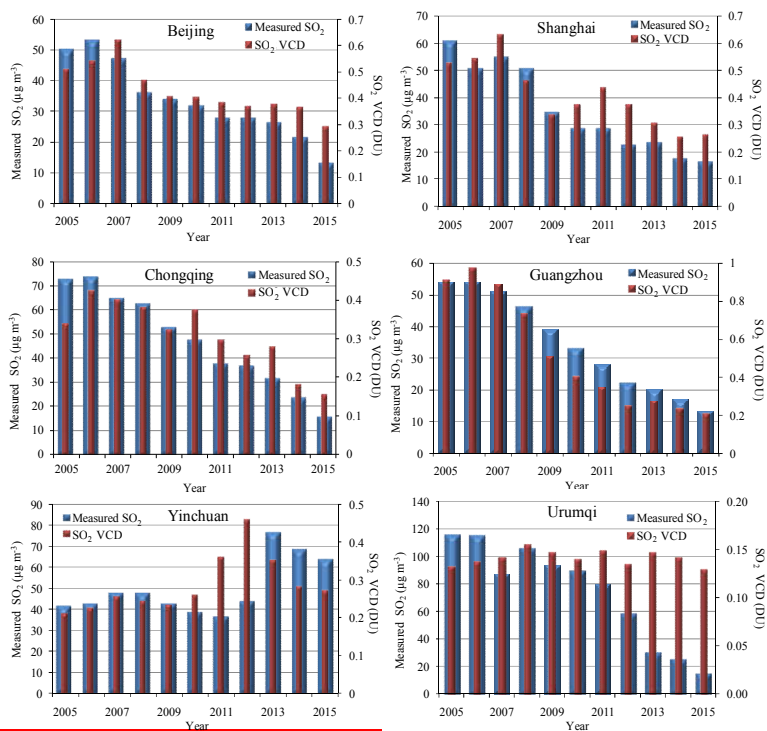 Beijing
Measured SO2
SO2 VCD
Measured SO2 (μg m-3)
60
50
40
30
20
10
0
0.7
0.6
0.5
0.4
0.3
0.2
0.1
0
SO2 VCD (DU)
2005 2007 2009 2011 2013 2015
Year
Shanghai
Measured SO2
SO2 VCD
Measured SO2 (μg m-3)
70
60
50
40
30
20
10
0
0.7
0.6
0.5
0.4
0.3
0.2
0.1
0
SO2 VCD (DU)
2005 2007 2009 2011 2013 2015
Year
Chongqing
Measured SO2
SO2 VCD
Measured SO2 (μg m-3)
80
70
60
50
40
30
20
10
0
0.5
0.4
0.3
0.2
0.1
0
SO2 VCD (DU)
2005 2007 2009 2011 2013 2015
Year
Guangzhou
Measured SO2
SO2 VCD
Measured SO2 (μg m-3)
60
50
40
30
20
10
0
1
0.8
0.6
0.4
0.2
0
SO2 VCD (DU)
2005 2007 2009 2011 2013 2015
Year
Yinchuan
Measured SO2
SO2 VCD
Measured SO2 (μg m-3)
90
80
70
60
50
40
30
20
10
0
0.5
0.4
0.3
0.2
0.1
0
SO2 VCD (DU)
2005 2007 2009 2011 2013 2015
Year
Urumqi
Measured SO2
SO2 VCD
Measured SO2 (μg m-3)
140
120
100
80
60
40
20
0
0.20
0.15
0.10
0.05
0.00
SO2 VCD (DU)
2005 2007 2009 2011 2013 2015
Year